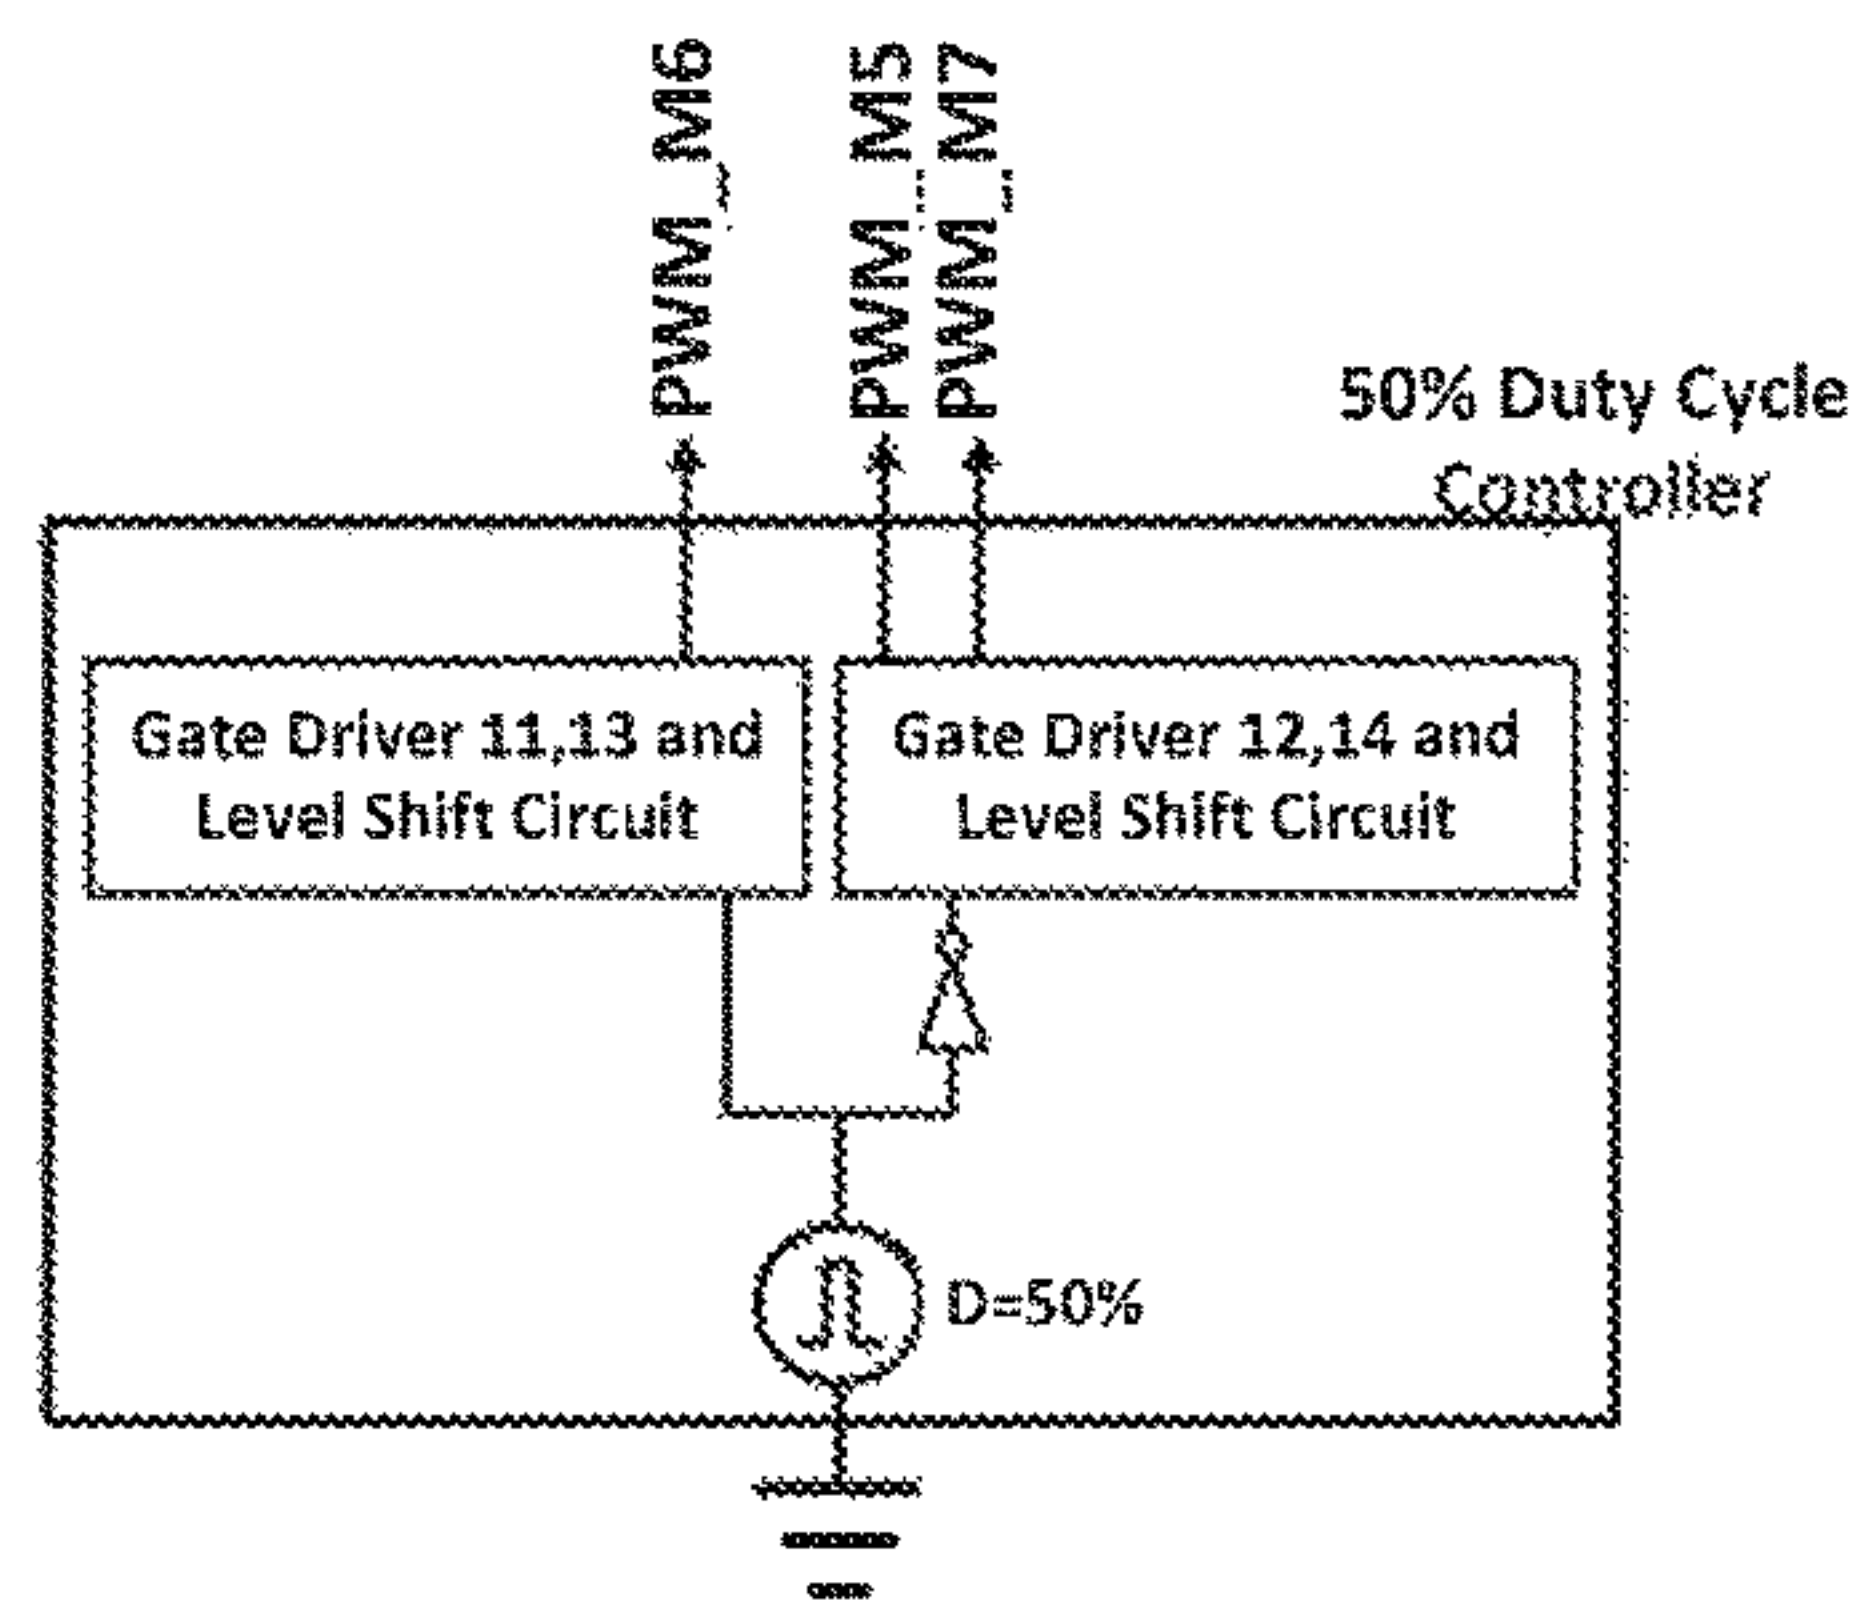 PWM_M6
PWM_M5
PWM_M7
50% Duty Cycle
Controller
Gate Driver 11,13 and
Level Shift Circuit
Gate Driver 12,14 and
Level Shift Circuit
D=50%